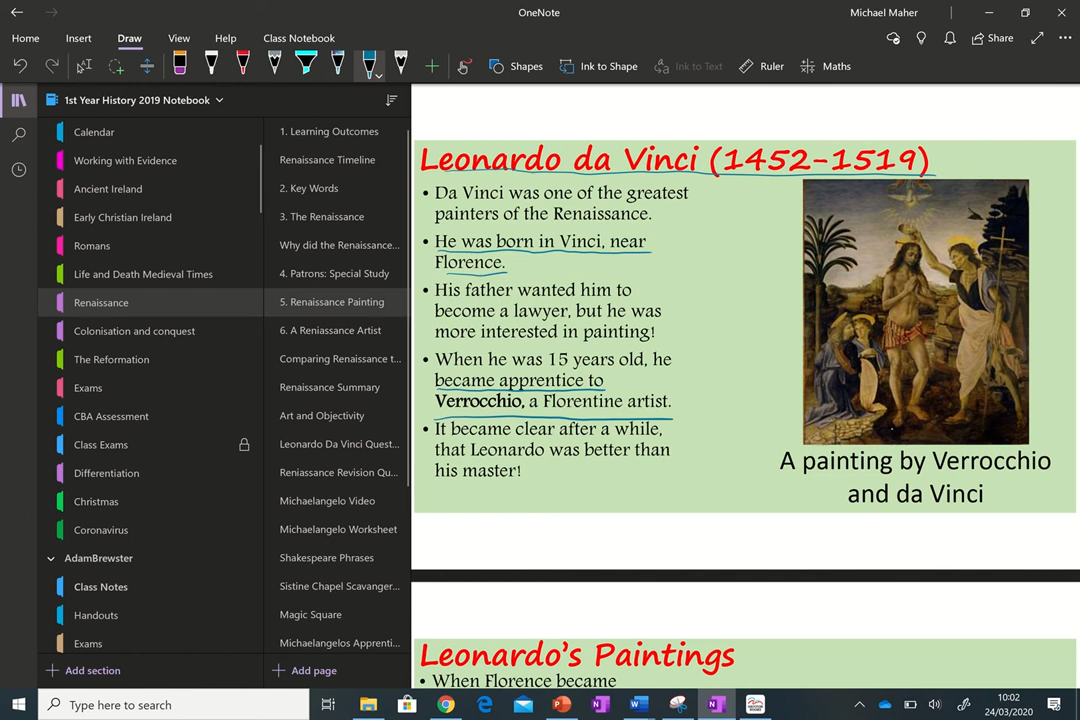 OneNote
Michael Maher
Home
Insert
Draw
View
Help
Class Notebook
Share
Shapes
Ink to Shape
Ink to Text
Ruler
Maths
1st Year History 2019 Notebook
Calendar
Working with Evidence
Ancient Ireland
Early Christian Ireland
Romans
Life and Death Medieval Times
Renaissance
Colonisation and conquest
The Reformation
Exams
CBA Assessment
Class Exams
Differentiation
Christmas
Coronavirus
AdamBrewster
Class Notes
Handouts
Exams
Add section
1. Learning Outcomes
Renaissance Timeline
2. Key Words
3. The Renaissance
Why did the Renaissance...
4. Patrons: Special Study
5. Renaissance Painting
6. A Reniassance Artist
Comparing Renaissance t...
Renaissance Summary
Art and Objectivity
Leonardo Da Vinci Quest...
Reniassance Revision Qu...
Michaelangelo Video
Michaelangelo Worksheet
Shakespeare Phrases
Sistine Chapel Scavanger...
Magic Square
Michaelangelos Apprenti...
Add page
Leonardo da Vinci (1452-1519)
• Da Vinci was one of the greatest
painters of the Renaissance.
• He was born in Vinci, near
Florence.
• His father wanted him to
become a lawyer, but he was
more interested in painting!
• When he was 15 years old, he
became apprentice to
Verrocchio, a Florentine artist.
• It became clear after a while,
that Leonardo was better than
his master!
A painting by Verrocchio
and da Vinci
Leonardo's Paintings
• When Florence became
Type here to search
10:02
24/03/2020